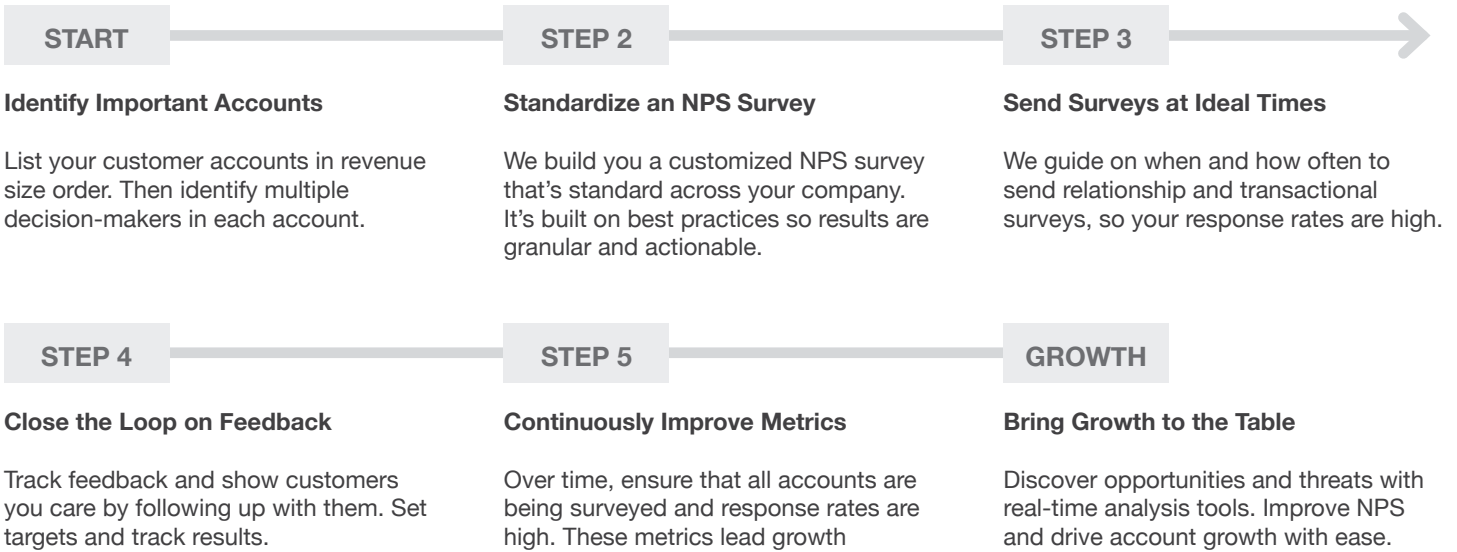 START
STEP 2
STEP 3
Identify Important Accounts
List your customer accounts in revenue
size order. Then identify multiple
decision-makers in each account.
Standardize an NPS Survey
We build you a customized NPS survey
that’s standard across your company.
It’s built on best practices so results are
granular and actionable.
Send Surveys at Ideal Times
We guide on when and how often to
send relationship and transactional
surveys, so your response rates are high.
STEP 4
STEP 5
GROWTH
Close the Loop on Feedback
Track feedback and show customers
you care by following up with them. Set
targets and track results.
Continuously Improve Metrics
Over time, ensure that all accounts are
being surveyed and response rates are
high. These metrics lead growth
Bring Growth to the Table
Discover opportunities and threats with
real-time analysis tools. Improve NPS
and drive account growth with ease.